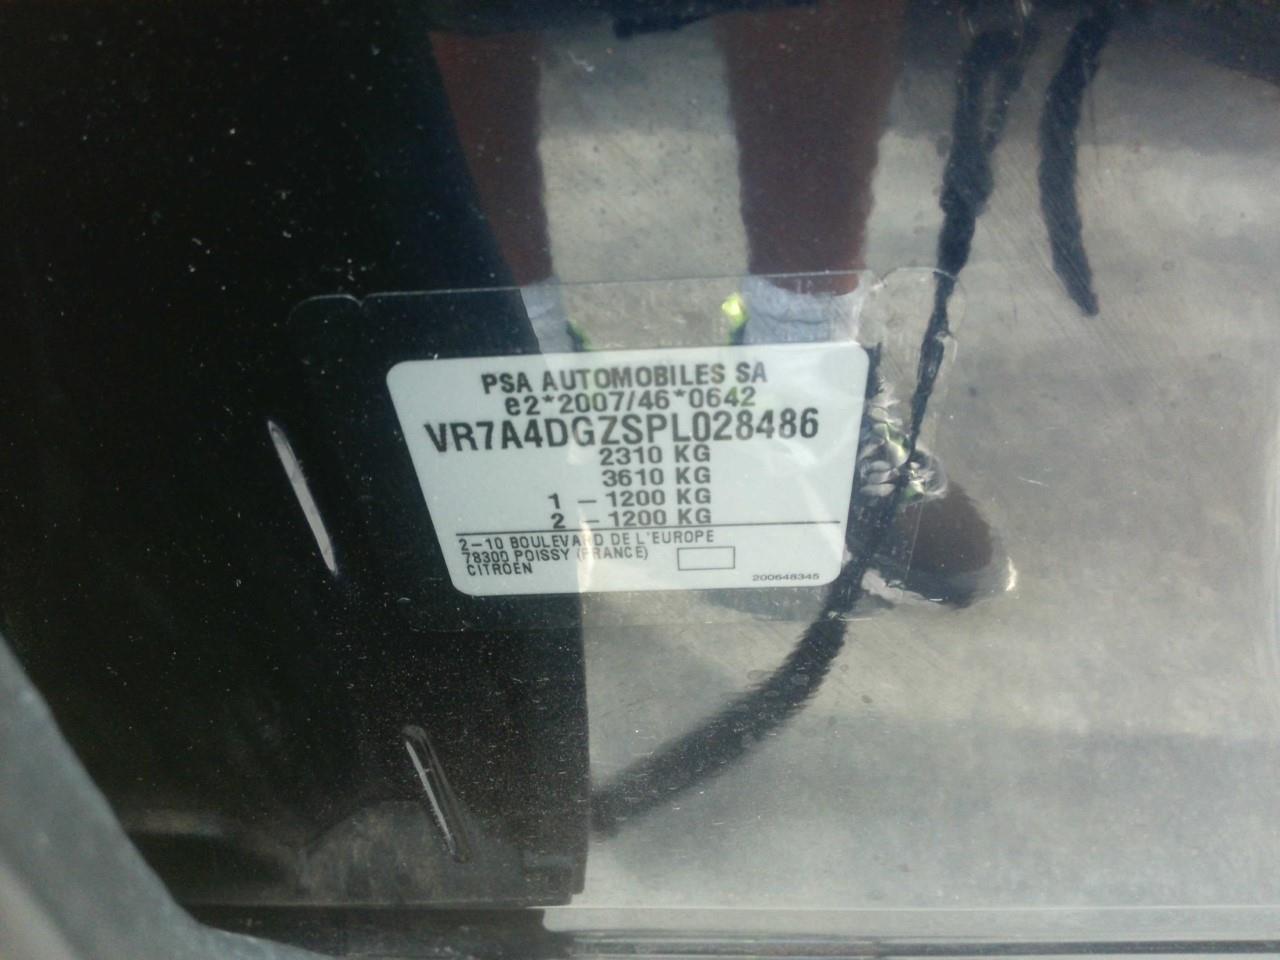 PSA AUTOMOBILES SA
e2*2007/46*0642
VR7A4DGZSPL028486
2310 KG
3610 KG
1 - 1200 KG
2 - 1200 KG
2-10 BOULEVARD DE L'EUROPE
78300 POISSY (FRANCE)
CITROEN
200648345